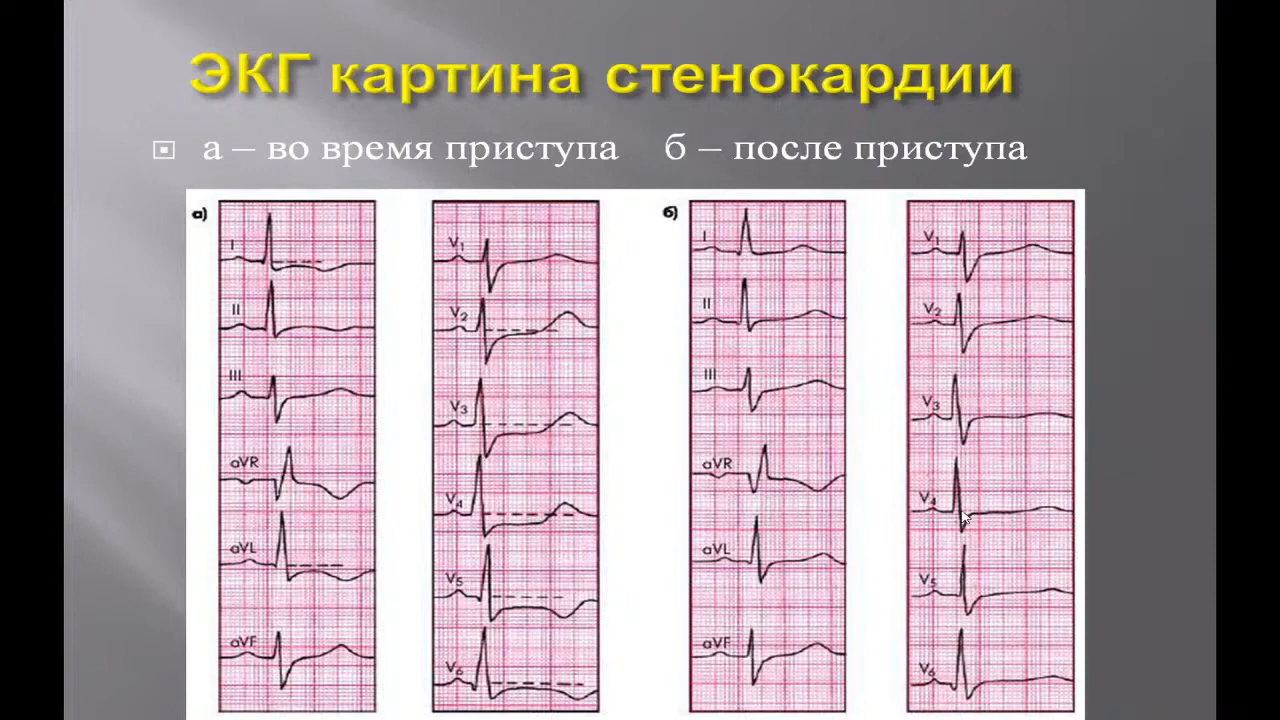 ЭКГ картина стенокардии
а – во время приступа б – после приступа
а)
I
II
III
aVR
aVL
aVF
V1
V2
V3
V4
V5
V6
б)
I
II
III
aVR
aVL
aVF
V1
V2
V3
V4
V5
V6